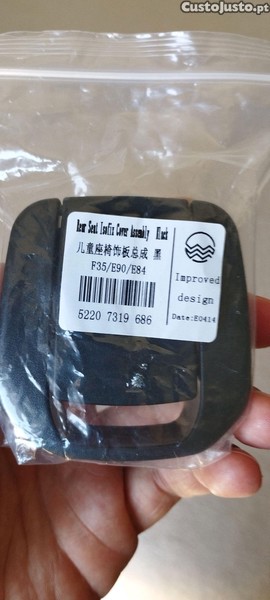 CustoJusto.pt
Rear Seat Isofix Cover Assembly Black
儿童座椅饰板总成 黑
F35/E90/E84
5220 7319 686
Improved
design
Date:E0414